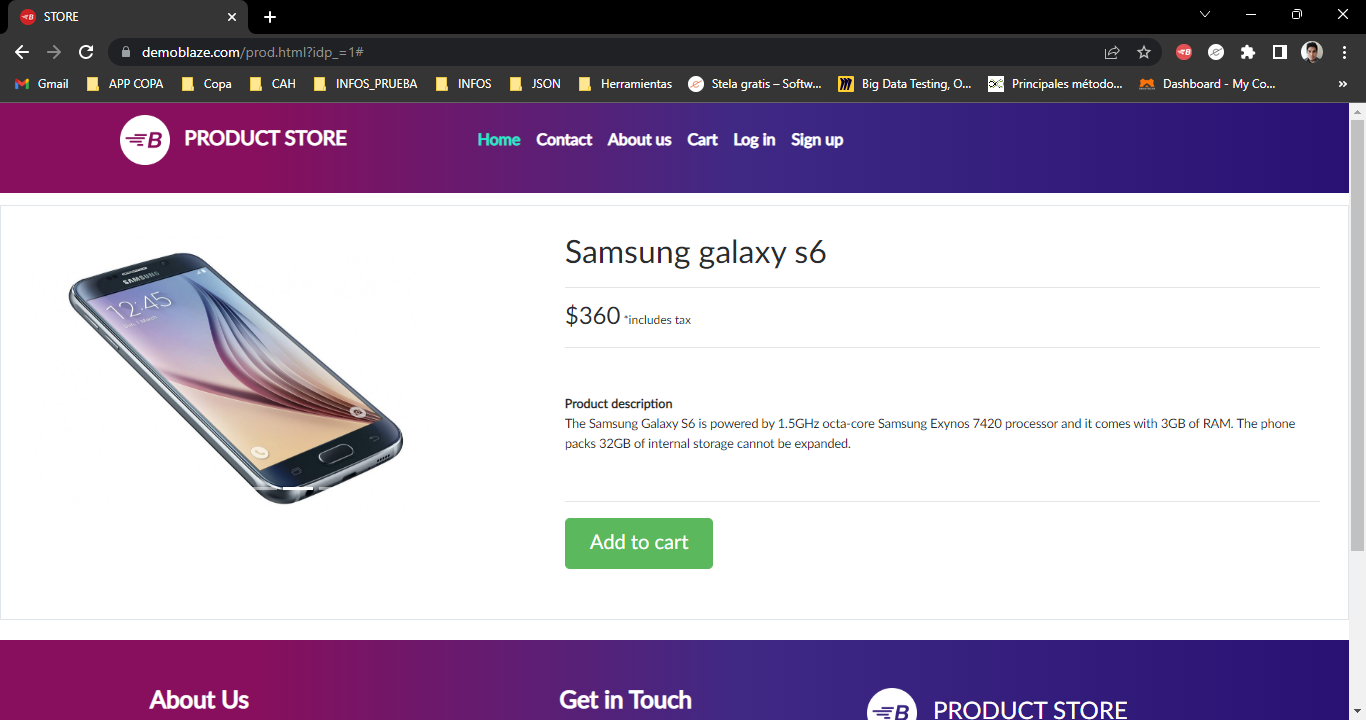 STORE
demoblaze.com/prod.html?idp_=1#
Gmail APP COPA Copa CAH INFOS_PRUEBA INFOS JSON Herramientas Stela gratis – Softw... Big Data Testing, O... Principales método... Dashboard - My Co... »
B PRODUCT STORE Home Contact About us Cart Log in Sign up
Samsung galaxy s6
SAMSUNG
12:45
$360 *includes tax
Product description
The Samsung Galaxy S6 is powered by 1.5GHz octa-core Samsung Exynos 7420 processor and it comes with 3GB of RAM. The phone
packs 32GB of internal storage cannot be expanded.
Add to cart
About Us Get in Touch B PRODUCT STORE